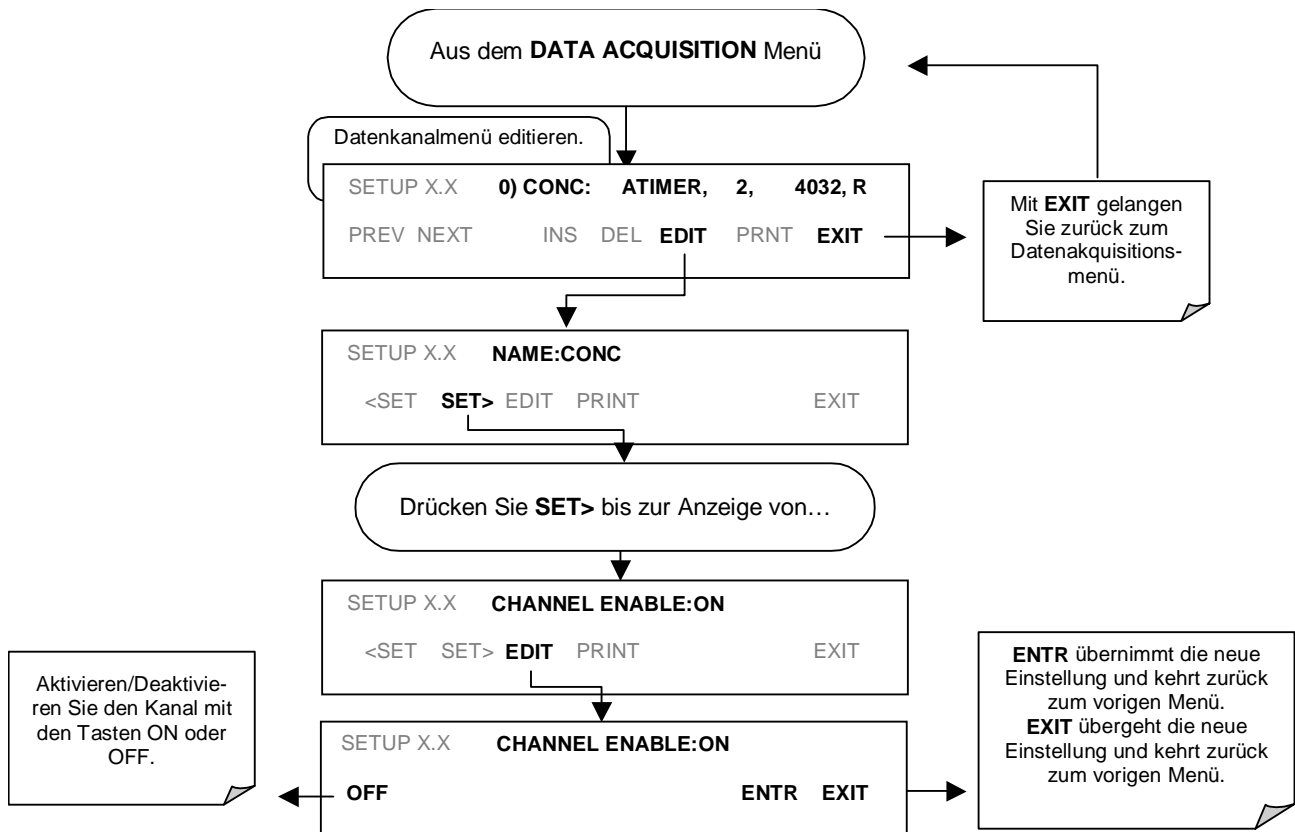 Aus dem DATA ACQUISITION Menü
Datenkanalmenü editieren.
SETUP X.X 0) CONC: ATIMER, 2, 4032, R
PREV NEXT INS DEL EDIT PRNT EXIT
Mit EXIT gelangen
Sie zurück zum
Datenakquisitions-
menü.
SETUP X.X NAME:CONC
<SET SET> EDIT PRINT EXIT
Drücken Sie SET> bis zur Anzeige von…
SETUP X.X CHANNEL ENABLE:ON
<SET SET> EDIT PRINT EXIT
Aktivieren/Deaktivie-
ren Sie den Kanal mit
den Tasten ON oder
OFF.
SETUP X.X CHANNEL ENABLE:ON
OFF ENTR EXIT
ENTR übernimmt die neue
Einstellung und kehrt zurück
zum vorigen Menü.
EXIT übergeht die neue
Einstellung und kehrt zurück
zum vorigen Menü.